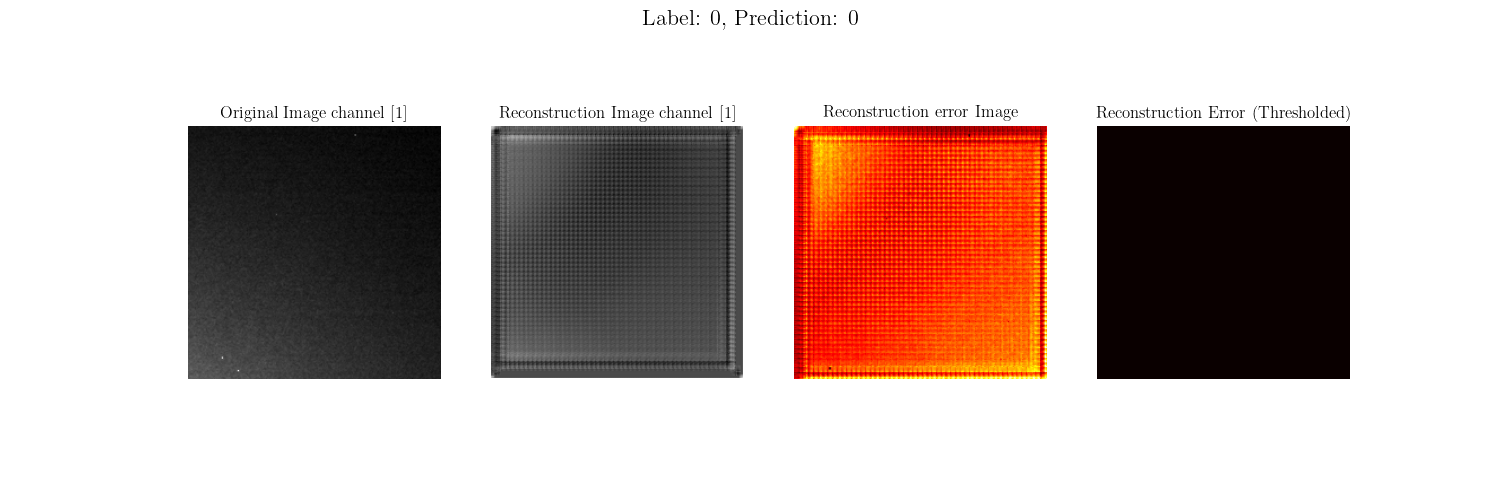 Label: 0, Prediction: 0
Original Image channel [1]
Reconstruction Image channel [1]
Reconstruction error Image
Reconstruction Error (Thresholded)